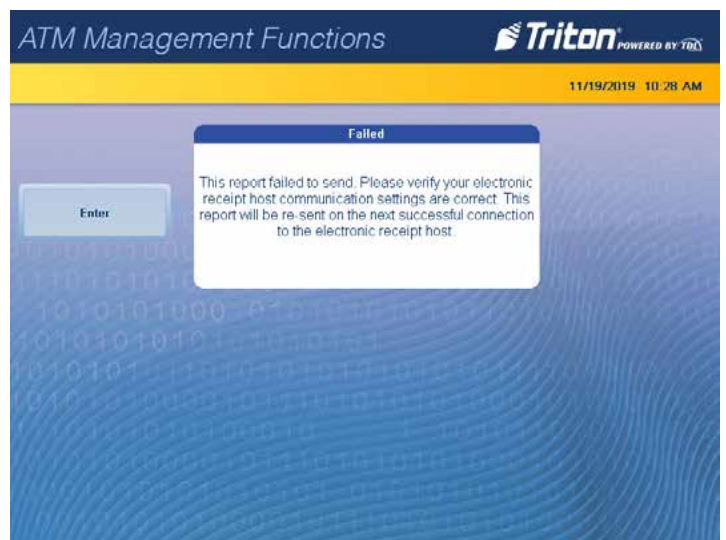 ATM Management Functions
Triton POWERED BY TDL
11/19/2019 10:28 AM
Failed
This report failed to send. Please verify your electronic
receipt host communication settings are correct. This
report will be re-sent on the next successful connection
to the electronic receipt host.
Enter